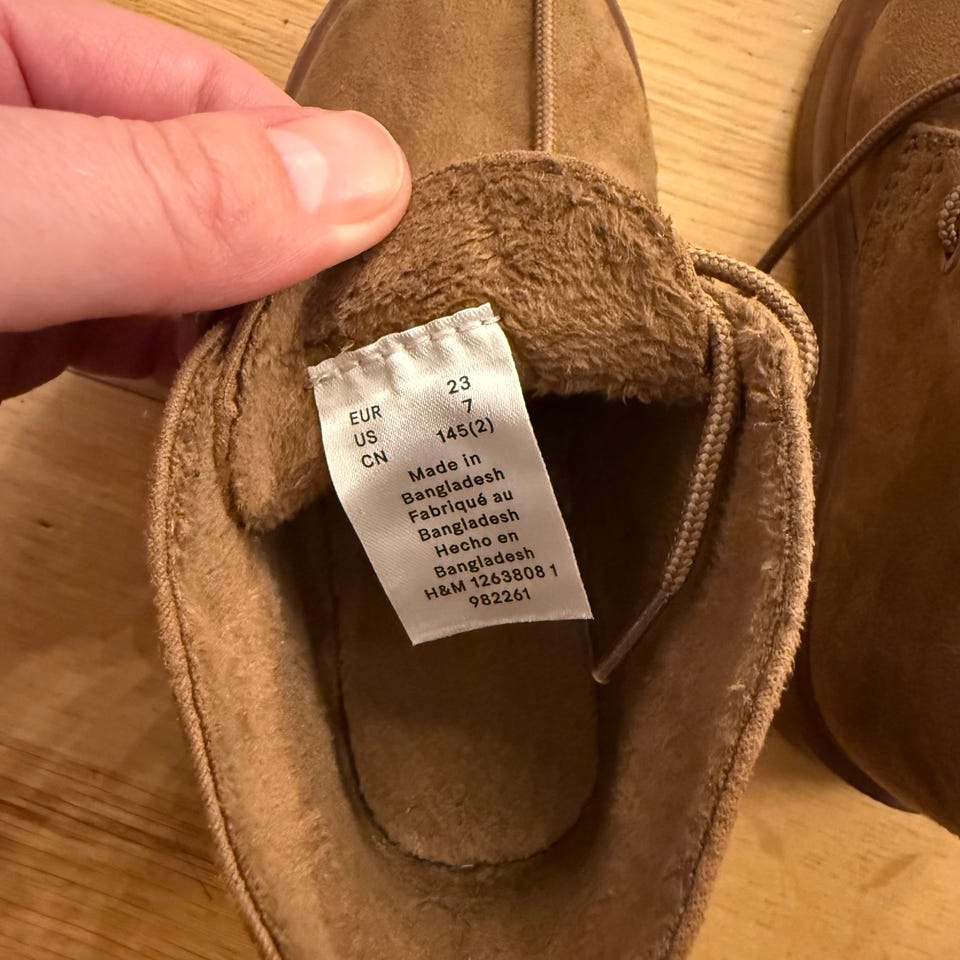 EUR 23
US 7
CN 145(2)
Made in
Bangladesh
Fabriqué au
Bangladesh
Hecho en
Bangladesh
H&M 1263808 1
982261